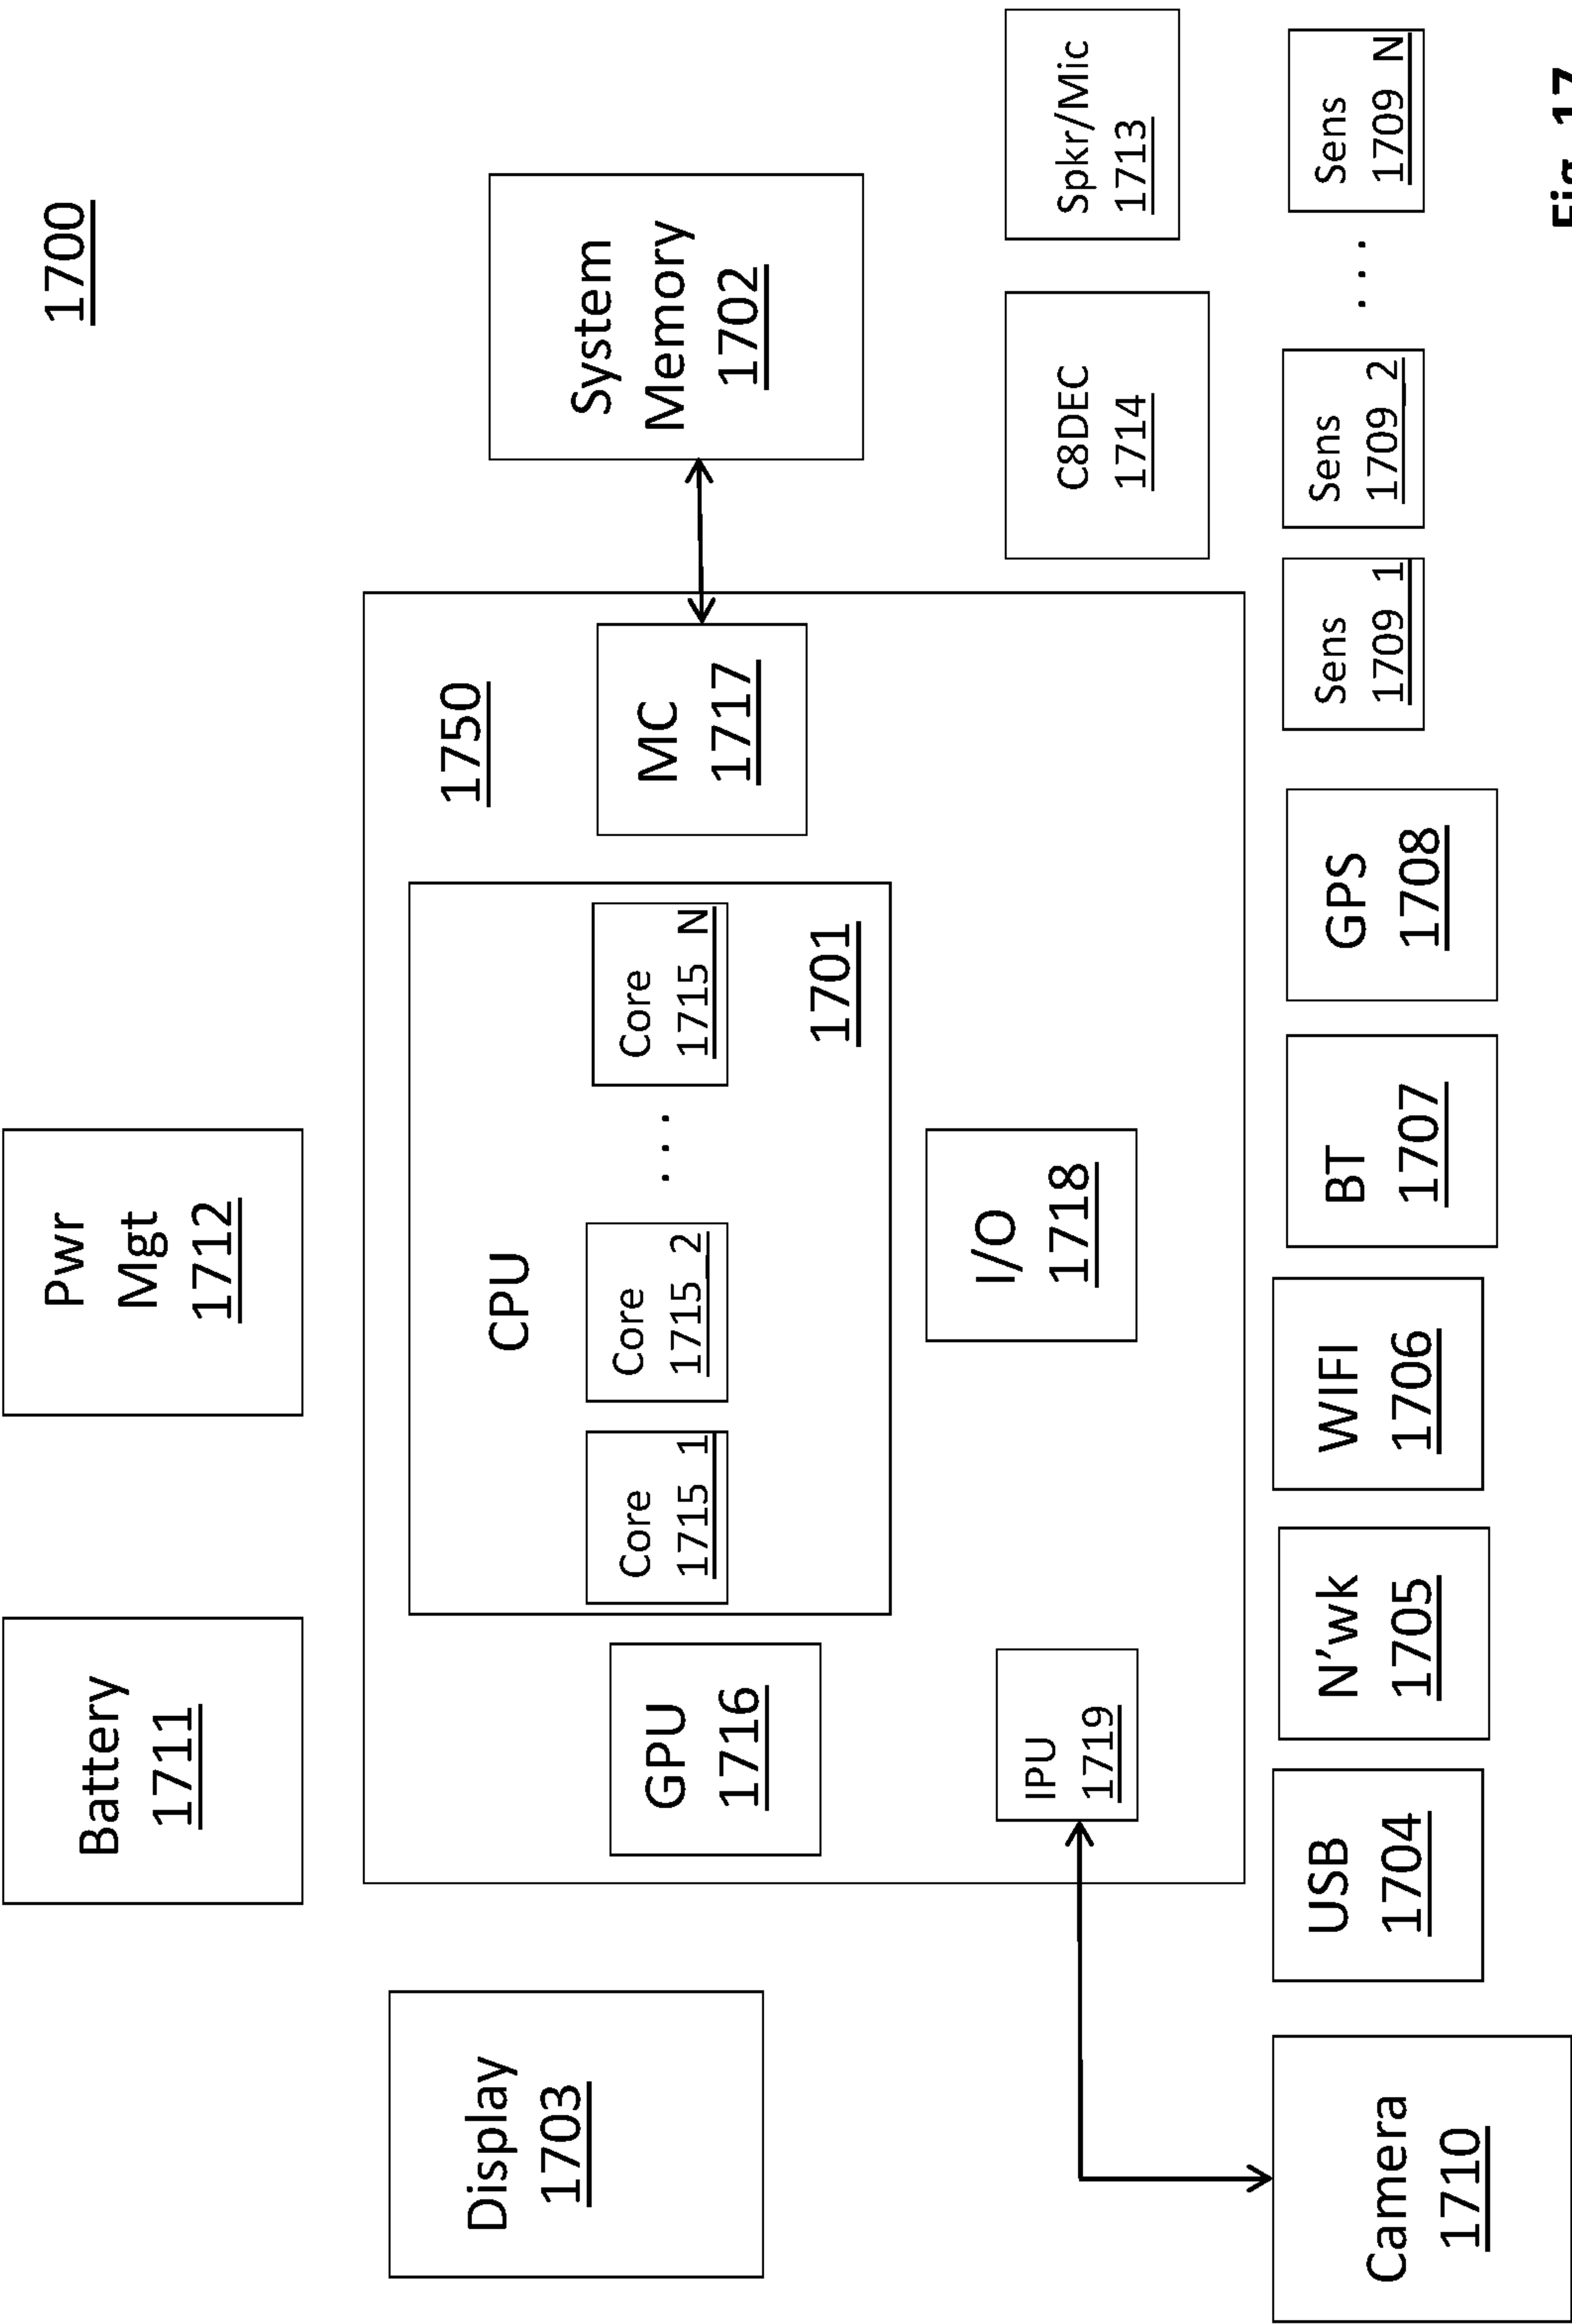 1700
Battery
1711
Pwr
Mgt
1712
Display
1703
1750
CPU
Core
1715_1
Core
1715_2
. . .
Core
1715_N
1701
GPU
1716
MC
1717
System
Memory
1702
IPU
1719
I/O
1718
C8DEC
1714
Spkr/Mic
1713
Camera
1710
USB
1704
N'wk
1705
WIFI
1706
BT
1707
GPS
1708
Sens
1709_1
Sens
1709_2
. . .
Sens
1709_N
Fig. 17